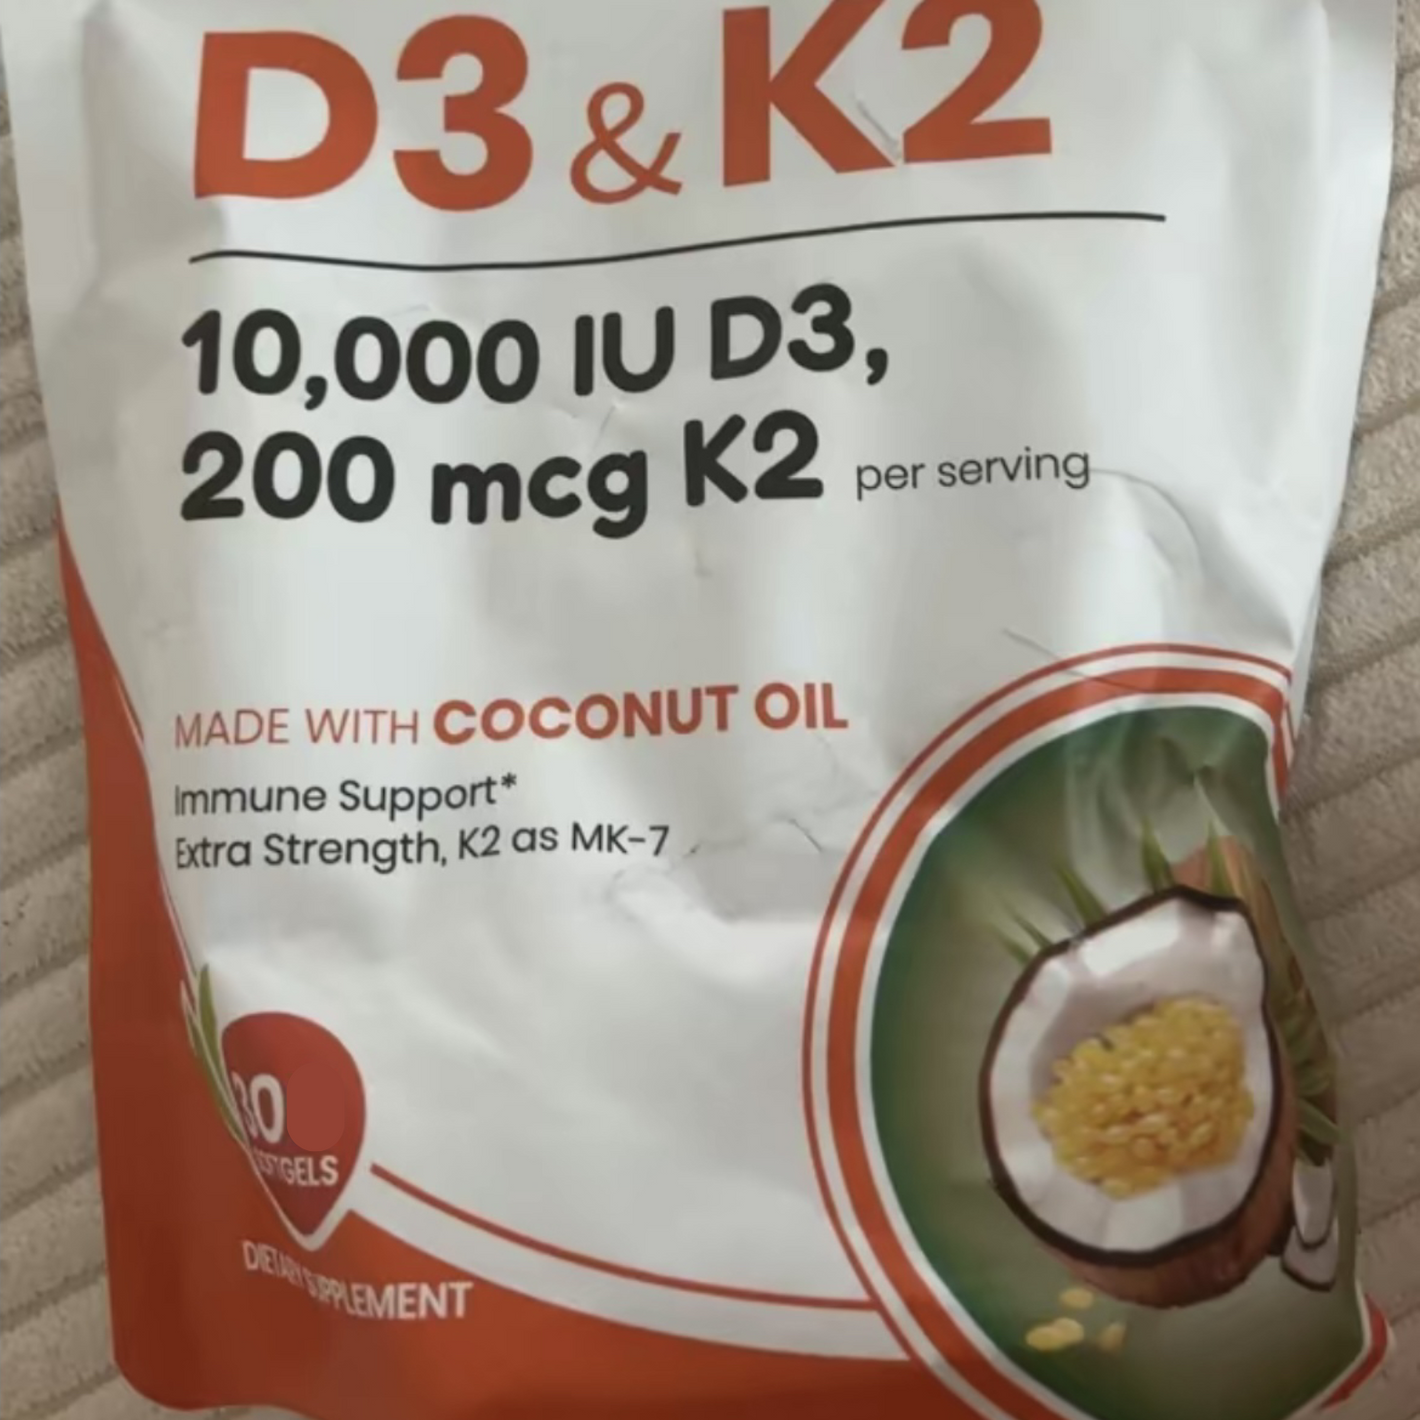 D3 & K2
10,000 IU D3,
200 mcg K2 per serving
MADE WITH COCONUT OIL
Immune Support*
Extra Strength, K2 as MK-7
SOFTGELS
DIETARY SUPPLEMENT